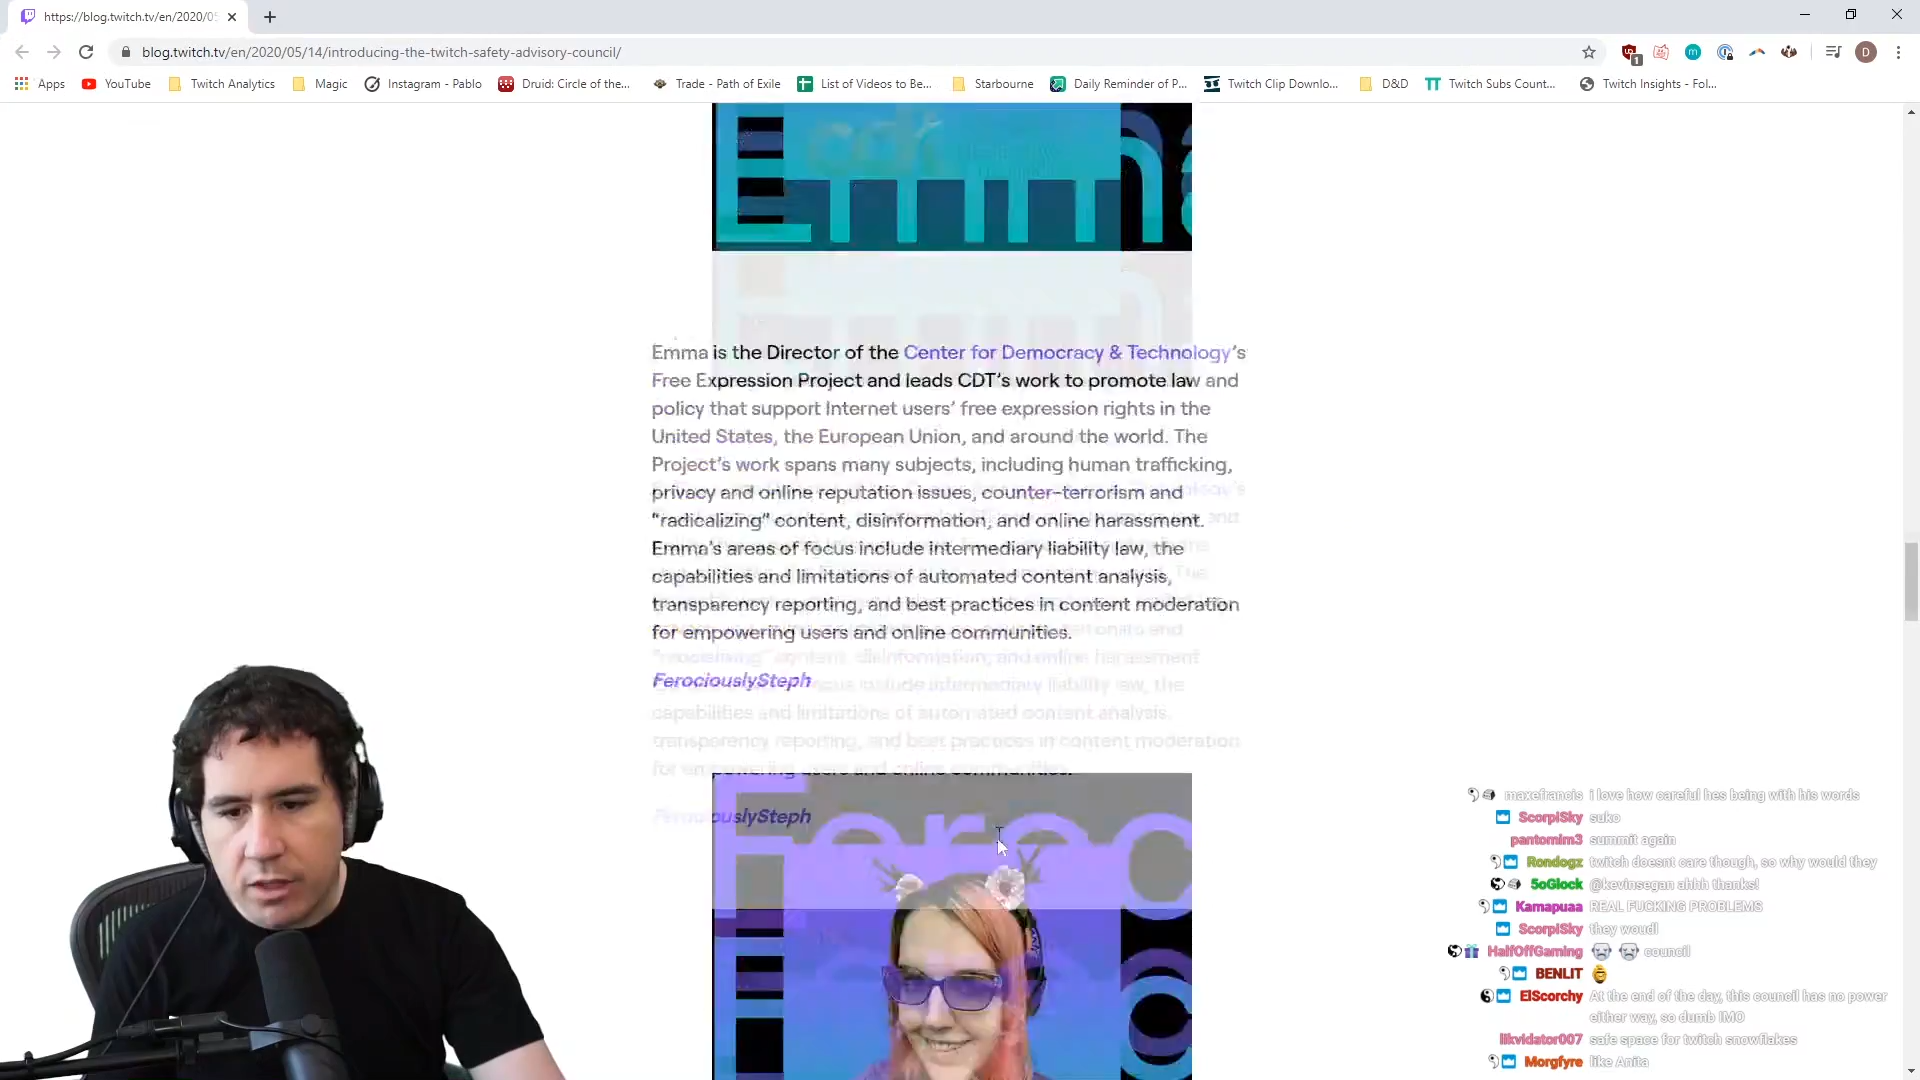 https://blog.twitch.tv/en/2020/05
blog.twitch.tv/en/2020/05/14/introducing-the-twitch-safety-advisory-council/
1
D
Apps YouTube Twitch Analytics Magic Instagram - Pablo Druid: Circle of the... Trade - Path of Exile List of Videos to Be... Starbourne Daily Reminder of P... Twitch Clip Downlo... D&D Twitch Subs Count... Twitch Insights - Fol...
cdt
Emma
Emma is the Director of the Center for Democracy & Technology's
Free Expression Project and leads CDT's work to promote law and
policy that support Internet users' free expression rights in the
United States, the European Union, and around the world. The
Project's work spans many subjects, including human trafficking,
privacy and online reputation issues, counter-terrorism and
"radicalizing" content, disinformation, and online harassment.
Emma's areas of focus include intermediary liability law, the
capabilities and limitations of automated content analysis,
transparency reporting, and best practices in content moderation
for empowering users and online communities.
FerociouslySteph
Feroc
maxefrancis i love how careful hes being with his words
ScorpiSky suko
pantomim3 summit again
Rondogz twitch doesnt care though, so why would they
5oGlock @kevinsegan ahhh thanks!
Kamapuaa REAL FUCKING PROBLEMS
ScorpiSky they woudl
HalfOffGaming council
BENLIT
ElScorchy At the end of the day, this council has no power
either way, so dumb IMO
likvidator007 safe space for twitch snowflakes
Morgfyre like Anita